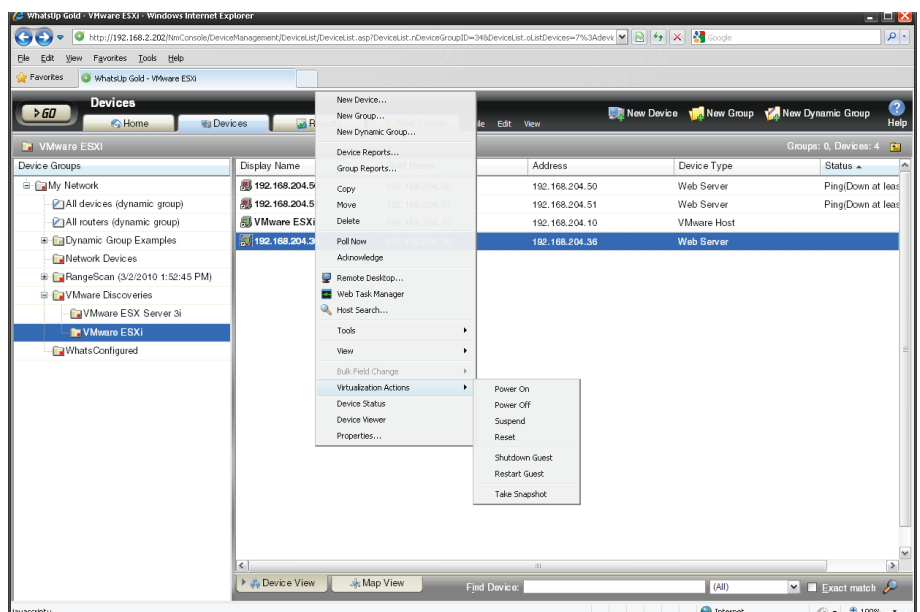 WhatsUp Gold - VMware ESXi - Windows Internet Explorer
http://192.168.2.202/NmConsole/DeviceManagement/DeviceList/DeviceList.asp?DeviceList.nDeviceGroupID=348&DeviceList.oListDevices=7%3Adevi
Google
File Edit View Favorites Tools Help
Favorites WhatsUp Gold - VMware ESXi
GO
Devices
Home Devices
Edit View
New Device New Group New Dynamic Group Help
VMware ESXI
Groups: 0, Devices: 4
Device Groups
My Network
All devices (dynamic group)
All routers (dynamic group)
Dynamic Group Examples
Network Devices
RangeScan (3/2/2010 1:52:45 PM)
VMware Discoveries
VMware ESX Server 3i
VMware ESXi
WhatsConfigured
Display Name Address Device Type Status
192.168.204.5 192.168.204.50 Web Server Ping(Down at leas
192.168.204.5 192.168.204.51 Web Server Ping(Down at leas
VMware ESXi 192.168.204.10 VMware Host
192.168.204.3 192.168.204.36 Web Server
New Device...
New Group...
New Dynamic Group...
Device Reports...
Group Reports...
Copy
Move
Delete
Poll Now
Acknowledge
Remote Desktop...
Web Task Manager
Host Search...
Tools
View
Bulk Field Change
Virtualization Actions
Device Status
Device Viewer
Properties...
Power On
Power Off
Suspend
Reset
Shutdown Guest
Restart Guest
Take Snapshot
Device View Map View
Find Device: (All) Exact match
Internet 100%